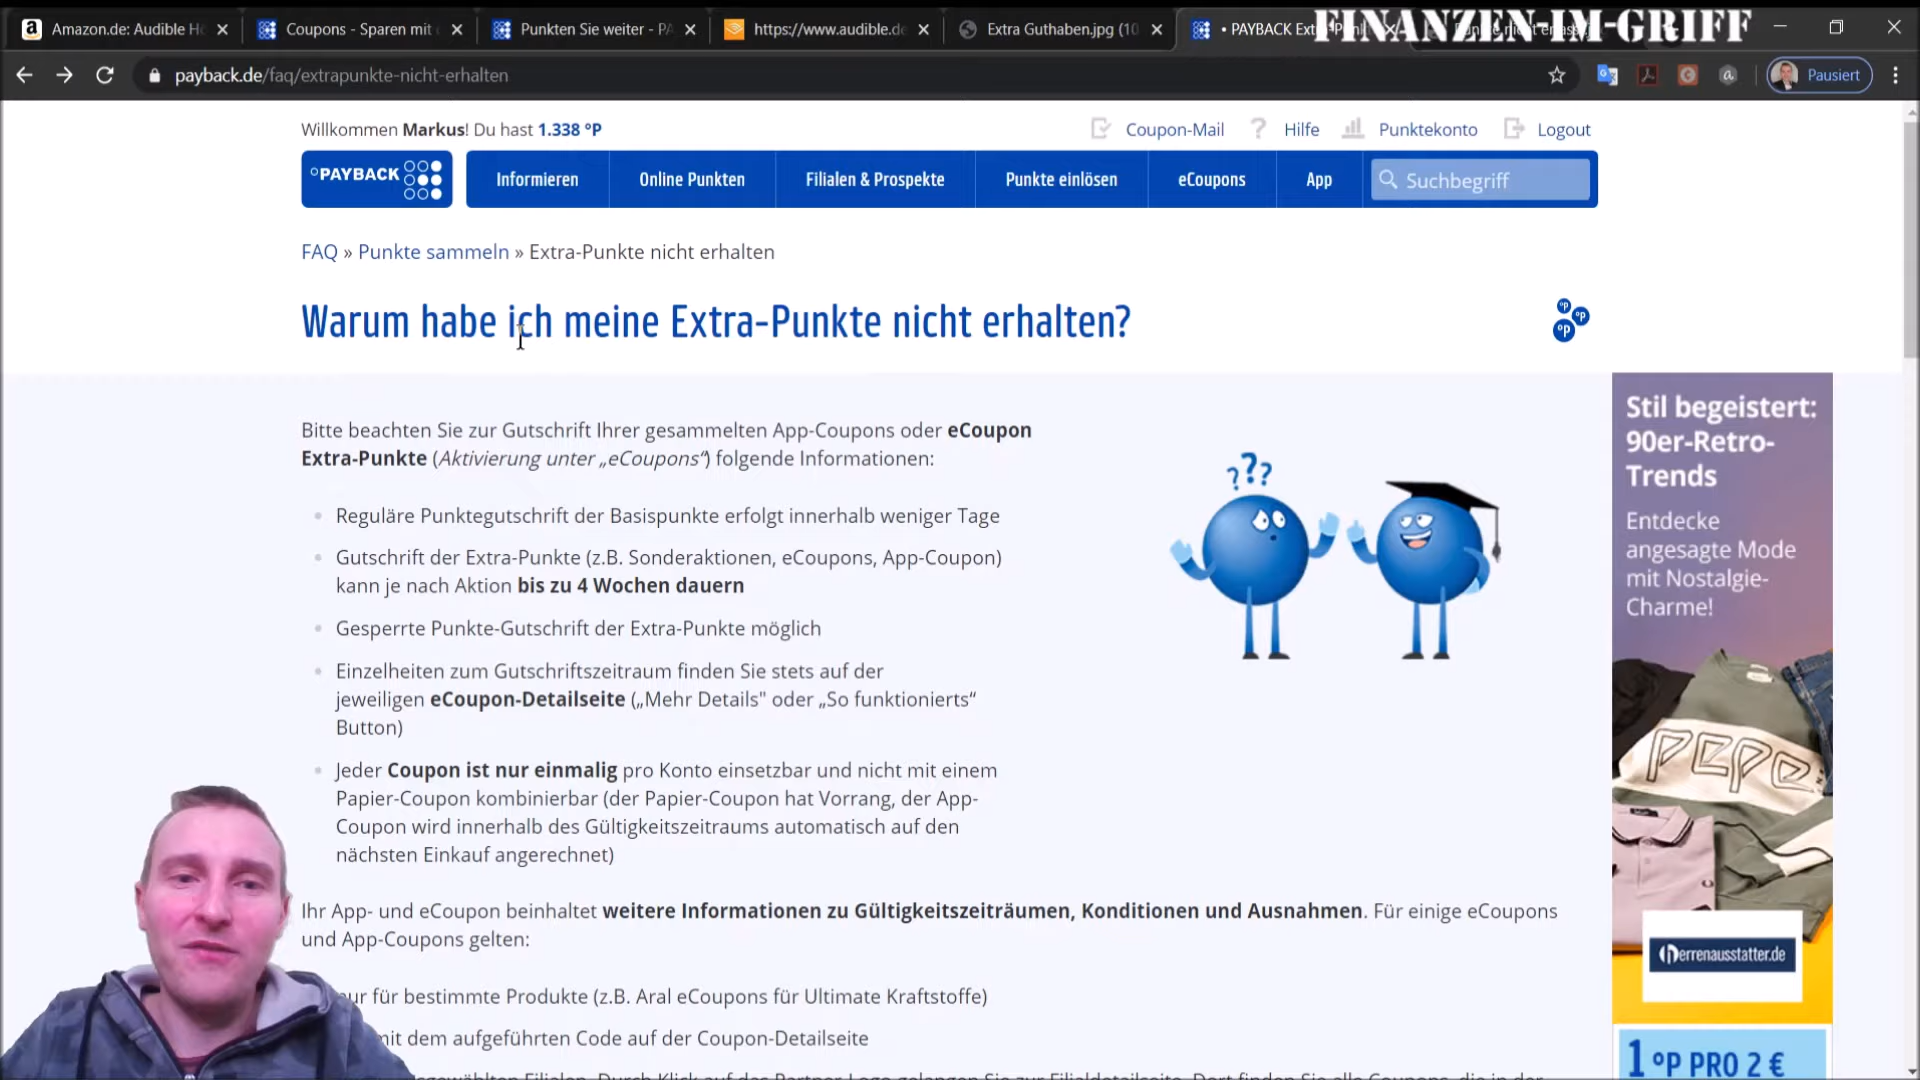 Amazon.de: Audible Hö
Coupons - Sparen mit
Punkten Sie weiter - PA
https://www.audible.de
Extra Guthaben.jpg (10
• PAYBACK Ext
FINANZEN-IM-GRIFF
payback.de/faq/extrapunkte-nicht-erhalten
Pausiert
Willkommen Markus! Du hast 1.338 °P
Coupon-Mail
? Hilfe
Punktekonto
Logout
°PAYBACK
Informieren
Online Punkten
Filialen & Prospekte
Punkte einlösen
eCoupons
App
Suchbegriff
FAQ » Punkte sammeln » Extra-Punkte nicht erhalten
Warum habe ich meine Extra-Punkte nicht erhalten?
°P
°P
°P
Bitte beachten Sie zur Gutschrift Ihrer gesammelten App-Coupons oder eCoupon
Extra-Punkte (Aktivierung unter „eCoupons“) folgende Informationen:
• Reguläre Punktegutschrift der Basispunkte erfolgt innerhalb weniger Tage
• Gutschrift der Extra-Punkte (z.B. Sonderaktionen, eCoupons, App-Coupon)
kann je nach Aktion bis zu 4 Wochen dauern
• Gesperrte Punkte-Gutschrift der Extra-Punkte möglich
• Einzelheiten zum Gutschriftszeitraum finden Sie stets auf der
jeweiligen eCoupon-Detailseite („Mehr Details" oder „So funktionierts“
Button)
• Jeder Coupon ist nur einmalig pro Konto einsetzbar und nicht mit einem
Papier-Coupon kombinierbar (der Papier-Coupon hat Vorrang, der App-
Coupon wird innerhalb des Gültigkeitszeitraums automatisch auf den
nächsten Einkauf angerechnet)
???
Stil begeistert:
90er-Retro-
Trends
Entdecke
angesagte Mode
mit Nostalgie-
Charme!
PEPE
herrenausstatter.de
1 °P PRO 2 €
Ihr App- und eCoupon beinhaltet weitere Informationen zu Gültigkeitszeiträumen, Konditionen und Ausnahmen. Für einige eCoupons
und App-Coupons gelten:
nur für bestimmte Produkte (z.B. Aral eCoupons für Ultimate Kraftstoffe)
mit dem aufgeführten Code auf der Coupon-Detailseite